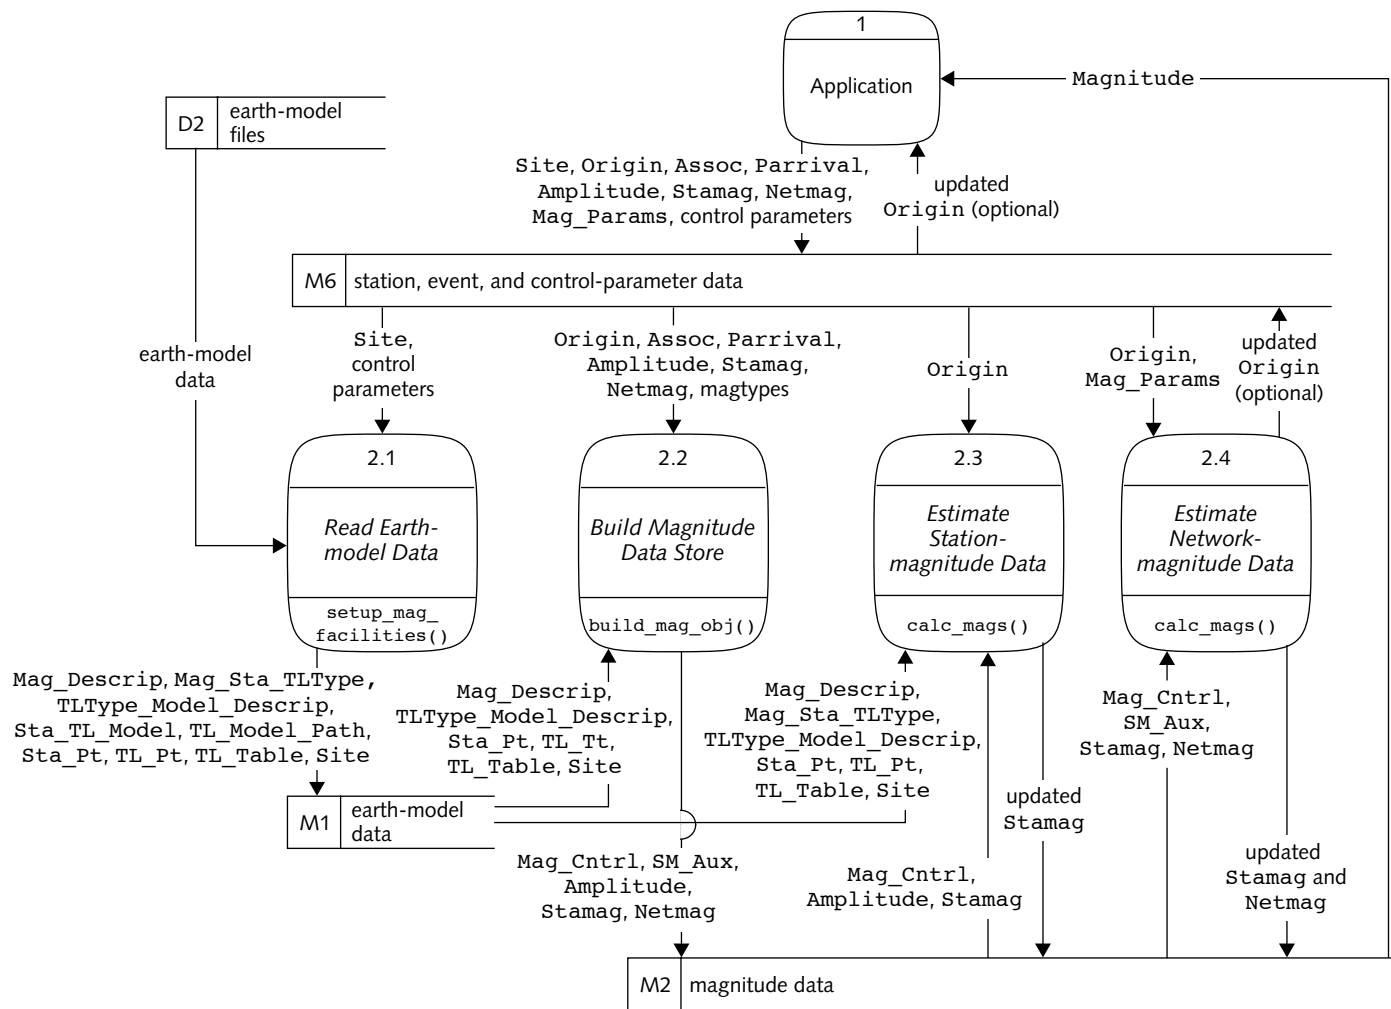 1
Application
Magnitude
D2
earth-model
files
Site, Origin, Assoc, Parrival,
Amplitude, Stamag, Netmag,
Mag_Params, control parameters
updated
Origin (optional)
M6
station, event, and control-parameter data
earth-model
data
Site,
control
parameters
Origin, Assoc, Parrival,
Amplitude, Stamag,
Netmag, magtypes
Origin
Origin,
Mag_Params
updated
Origin
(optional)
2.1
Read Earth-
model Data
setup_mag_
facilities()
2.2
Build Magnitude
Data Store
build_mag_obj()
2.3
Estimate
Station-
magnitude Data
calc_mags()
2.4
Estimate
Network-
magnitude Data
calc_mags()
Mag_Descrip, Mag_Sta_TLType,
TLType_Model_Descrip,
Sta_TL_Model, TL_Model_Path,
Sta_Pt, TL_Pt, TL_Table, Site
Mag_Descrip,
TLType_Model_Descrip,
Sta_Pt, TL_Tt,
TL_Table, Site
Mag_Descrip,
Mag_Sta_TLType,
TLType_Model_Descrip,
Sta_Pt, TL_Pt,
TL_Table, Site
Mag_Cntrl,
SM_Aux,
Stamag, Netmag
M1
earth-model
data
updated
Stamag
Mag_Cntrl, SM_Aux,
Amplitude,
Stamag, Netmag
Mag_Cntrl,
Amplitude, Stamag
updated
Stamag and
Netmag
M2
magnitude data